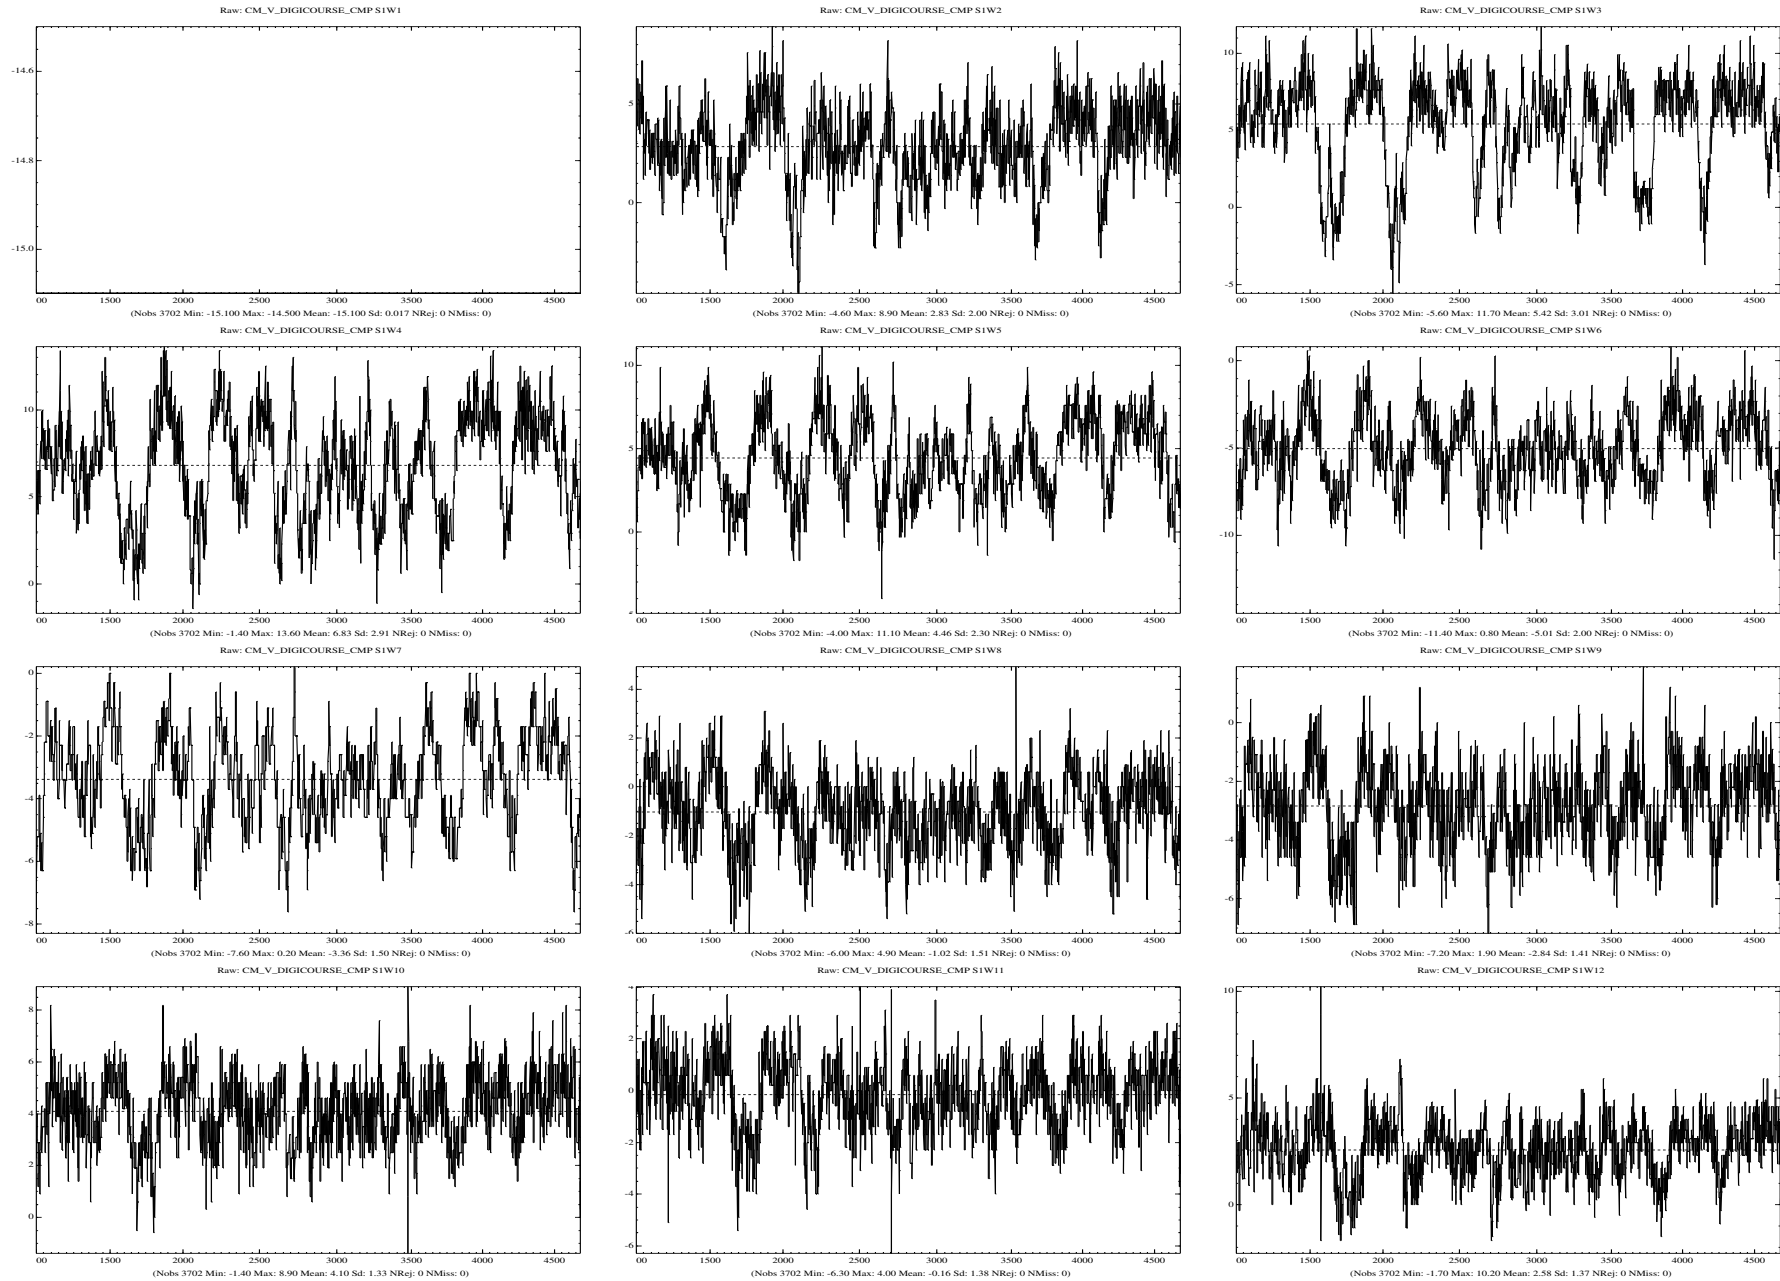 Raw: CM_V_DIGICOURSE_CMP S1W1
-14.6
-14.8
-15.0
00 1500 2000 2500 3000 3500 4000 4500
(Nobs 3702 Min: -15.100 Max: -14.500 Mean: -15.100 Sd: 0.017 NRej: 0 NMiss: 0)
Raw: CM_V_DIGICOURSE_CMP S1W2
5
0
00 1500 2000 2500 3000 3500 4000 4500
(Nobs 3702 Min: -4.60 Max: 8.90 Mean: 2.83 Sd: 2.00 NRej: 0 NMiss: 0)
Raw: CM_V_DIGICOURSE_CMP S1W3
10
5
0
-5
00 1500 2000 2500 3000 3500 4000 4500
(Nobs 3702 Min: -5.60 Max: 11.70 Mean: 5.42 Sd: 3.01 NRej: 0 NMiss: 0)
Raw: CM_V_DIGICOURSE_CMP S1W4
10
5
0
00 1500 2000 2500 3000 3500 4000 4500
(Nobs 3702 Min: -1.40 Max: 13.60 Mean: 6.83 Sd: 2.91 NRej: 0 NMiss: 0)
Raw: CM_V_DIGICOURSE_CMP S1W5
10
5
0
00 1500 2000 2500 3000 3500 4000 4500
(Nobs 3702 Min: -4.00 Max: 11.10 Mean: 4.46 Sd: 2.30 NRej: 0 NMiss: 0)
Raw: CM_V_DIGICOURSE_CMP S1W6
0
-5
-10
00 1500 2000 2500 3000 3500 4000 4500
(Nobs 3702 Min: -11.40 Max: 0.80 Mean: -5.01 Sd: 2.00 NRej: 0 NMiss: 0)
Raw: CM_V_DIGICOURSE_CMP S1W7
0
-2
-4
-6
-8
00 1500 2000 2500 3000 3500 4000 4500
(Nobs 3702 Min: -7.60 Max: 0.20 Mean: -3.36 Sd: 1.50 NRej: 0 NMiss: 0)
Raw: CM_V_DIGICOURSE_CMP S1W8
4
2
0
-2
-4
-6
00 1500 2000 2500 3000 3500 4000 4500
(Nobs 3702 Min: -6.00 Max: 4.90 Mean: -1.02 Sd: 1.51 NRej: 0 NMiss: 0)
Raw: CM_V_DIGICOURSE_CMP S1W9
0
-2
-4
-6
00 1500 2000 2500 3000 3500 4000 4500
(Nobs 3702 Min: -7.20 Max: 1.90 Mean: -2.84 Sd: 1.41 NRej: 0 NMiss: 0)
Raw: CM_V_DIGICOURSE_CMP S1W10
8
6
4
2
0
00 1500 2000 2500 3000 3500 4000 4500
(Nobs 3702 Min: -1.40 Max: 8.90 Mean: 4.10 Sd: 1.33 NRej: 0 NMiss: 0)
Raw: CM_V_DIGICOURSE_CMP S1W11
4
2
0
-2
-4
-6
00 1500 2000 2500 3000 3500 4000 4500
(Nobs 3702 Min: -6.30 Max: 4.00 Mean: -0.16 Sd: 1.38 NRej: 0 NMiss: 0)
Raw: CM_V_DIGICOURSE_CMP S1W12
10
5
0
00 1500 2000 2500 3000 3500 4000 4500
(Nobs 3702 Min: -1.70 Max: 10.20 Mean: 2.58 Sd: 1.37 NRej: 0 NMiss: 0)